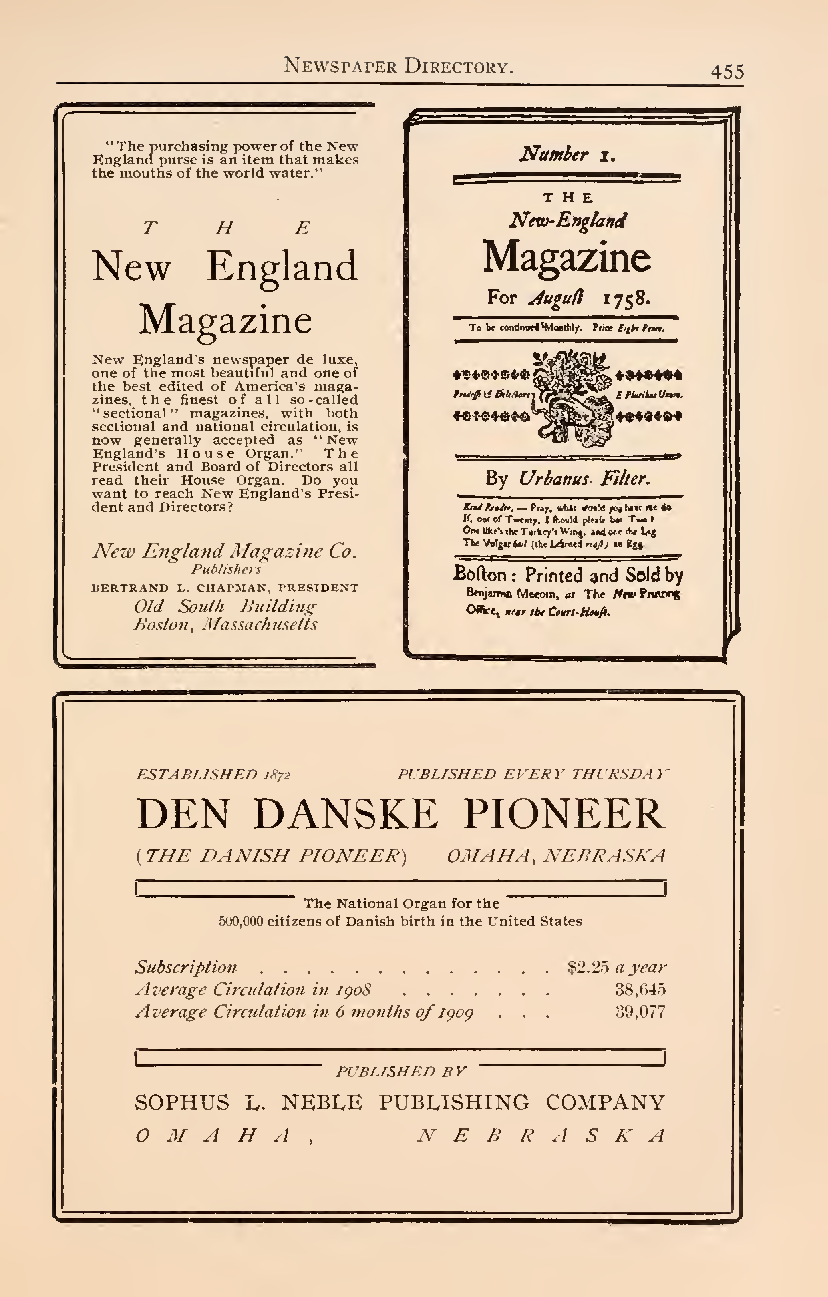 NEWSPAPER DIRECTORY.
455
"The purchasing power of the New
England purse is an item that makes
the mouths of the world water."
THE
New England
Magazine
New England's newspaper de luxe,
one of the most beautiful and one of
the best edited of America's maga-
zines, the finest of all so-called
"sectional" magazines, with both
sectional and national circulation, is
now generally accepted as "New
England's House Organ." The
President and Board of Directors all
read their House Organ. Do you
want to reach New England's Presi-
dent and Directors?
New England Magazine Co.
Publishers
BERTRAND L. CHAPMAN, PRESIDENT
Old South Building
Boston, Massachusetts
Number 1.
THE
New-England
Magazine
For Auguſt 1758.
To be continued Monthly. Price Eight Pence.
Prodeſſe & Delectare
E Pluribus Unum.
By Urbanus Filter.
Kind Reader, — Pray, what would you have me do
If, out of Twenty, I ſhould pleaſe but Two?
One like's the Turkey's Wing, and one the Leg
The Vulgar boil (the Learned roaſt) an Egg.
Boſton: Printed and Sold by
Benjamin Mecom, at The New Printing
Office, near the Court-Houſe.
ESTABLISHED 1872 PUBLISHED EVERY THURSDAY
DEN DANSKE PIONEER
(THE DANISH PIONEER) OMAHA, NEBRASKA
The National Organ for the
500,000 citizens of Danish birth in the United States
Subscription . . . . . . . . . . . . . $2.25 a year
Average Circulation in 1908 . . . . . . . 38,645
Average Circulation in 6 months of 1909 . . . 39,077
PUBLISHED BY
SOPHUS L. NEBLE PUBLISHING COMPANY
OMAHA, NEBRASKA